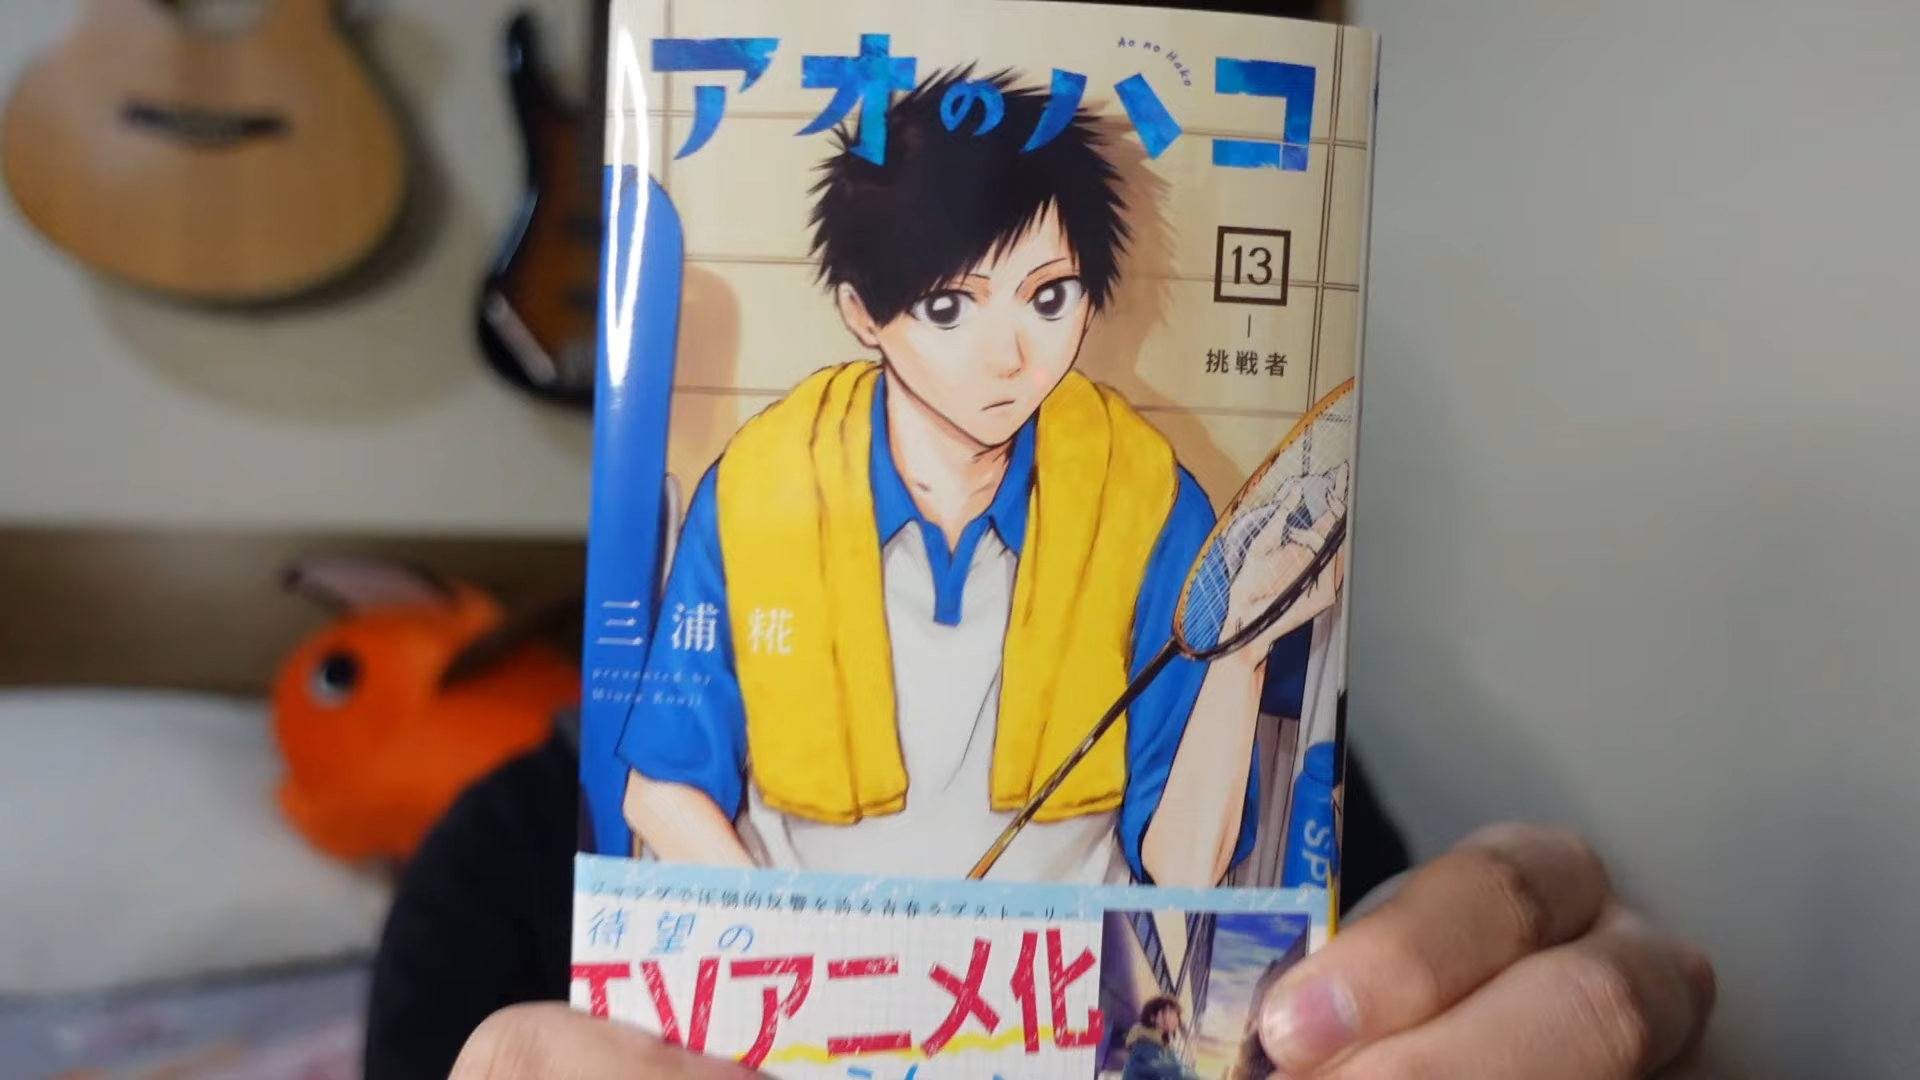 アオのハコ
Ao no Hako
13
挑戦者
三浦糀
presented by
Miura Kouji
ジャンプで圧倒的反響を誇る青春ラブストーリー
待望の
TVアニメ化